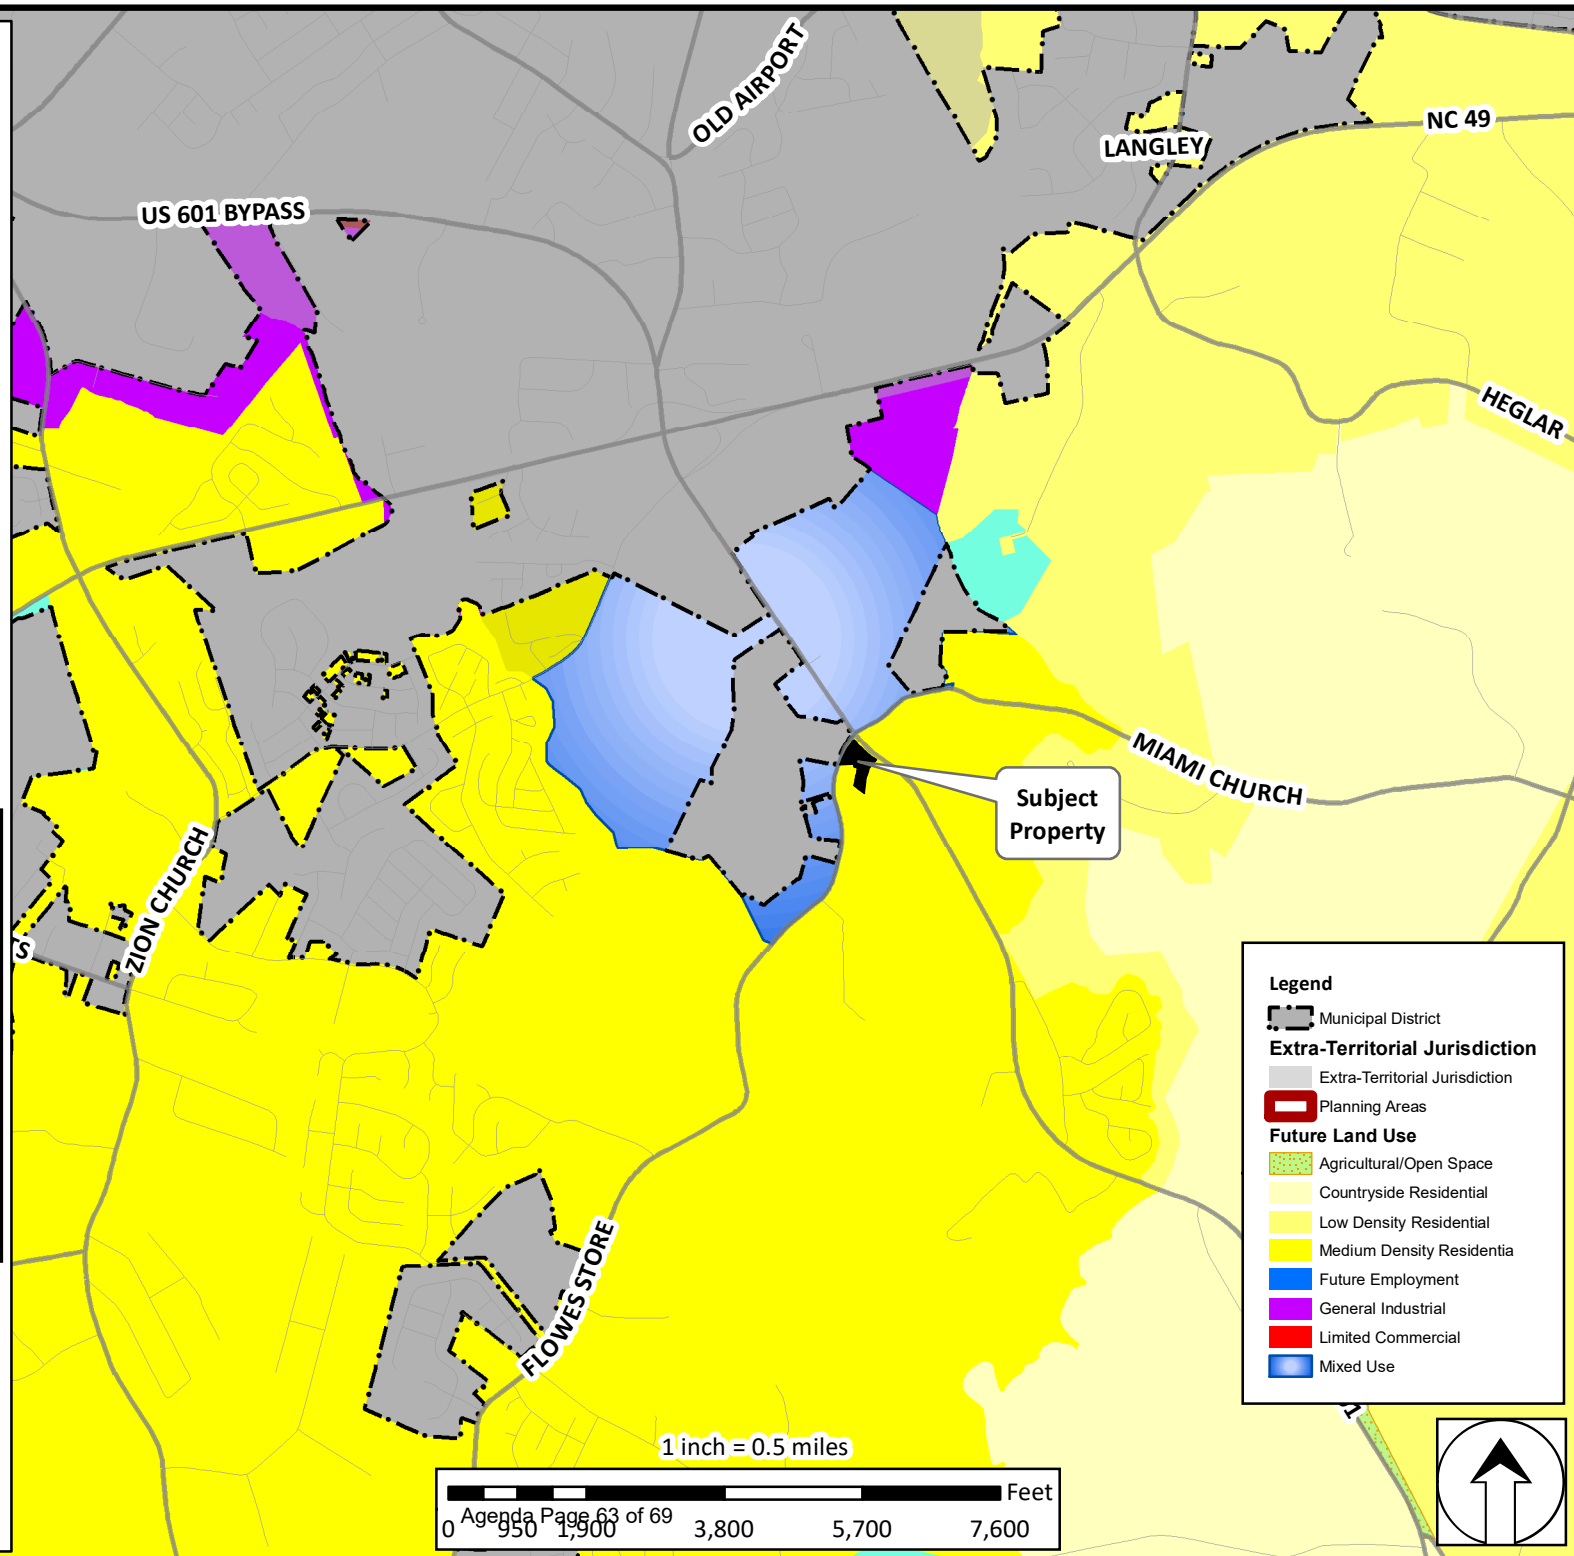 OLD AIRPORT
NC 49
LANGLEY
US 601 BYPASS
HEGLAR
MIAMI CHURCH
Subject
Property
ZION CHURCH
TS
FLOWES STORE
Legend
Municipal District
Extra-Territorial Jurisdiction
Extra-Territorial Jurisdiction
Planning Areas
Future Land Use
Agricultural/Open Space
Countryside Residential
Low Density Residential
Medium Density Residentia
Future Employment
General Industrial
Limited Commercial
Mixed Use
1
1 inch = 0.5 miles
Feet
Agenda Page 63 of 69
0 950 1,900 3,800 5,700 7,600